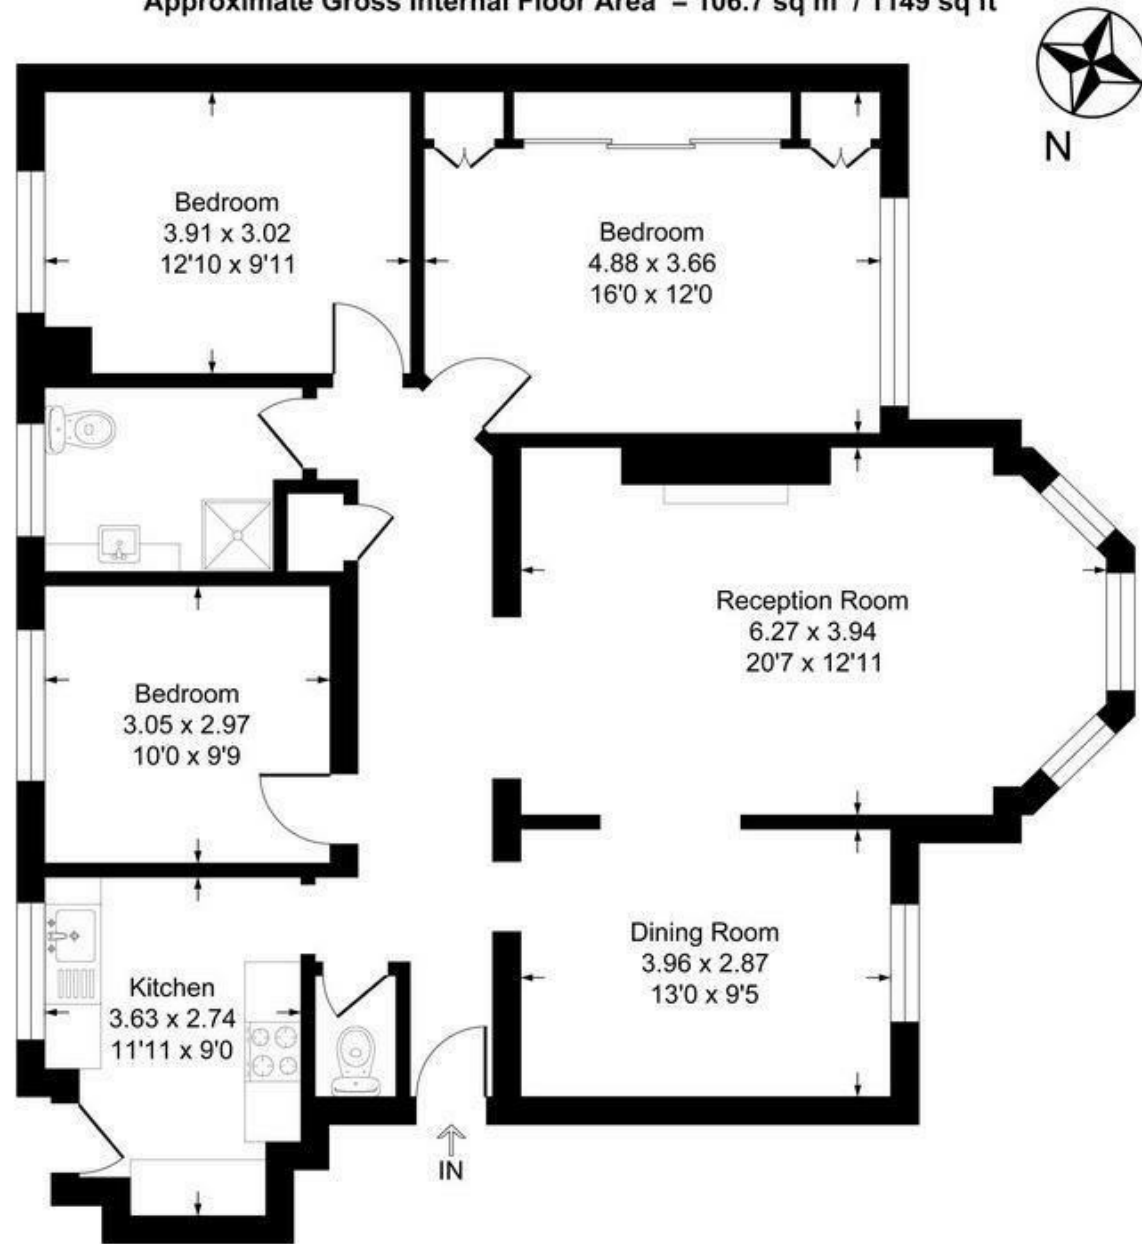 Approximate Gross Internal Floor Area = 106.7 sq m / 1149 sq ft
N
Bedroom
3.91 x 3.02
12'10 x 9'11
Bedroom
4.88 x 3.66
16'0 x 12'0
Reception Room
6.27 x 3.94
20'7 x 12'11
Bedroom
3.05 x 2.97
10'0 x 9'9
Dining Room
3.96 x 2.87
13'0 x 9'5
Kitchen
3.63 x 2.74
11'11 x 9'0
IN